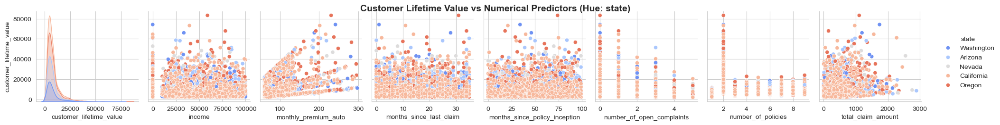 Customer Lifetime Value vs Numerical Predictors (Hue: state)
customer_lifetime_value
80000
60000
40000
20000
0
0 25000 50000 75000
customer_lifetime_value
0 25000 50000 75000 100000
income
100 200 300
monthly_premium_auto
0 10 20 30
months_since_last_claim
0 25 50 75 100
months_since_policy_inception
0 2 4
number_of_open_complaints
2 4 6 8
number_of_policies
0 1000 2000 3000
total_claim_amount
state
Washington
Arizona
Nevada
California
Oregon